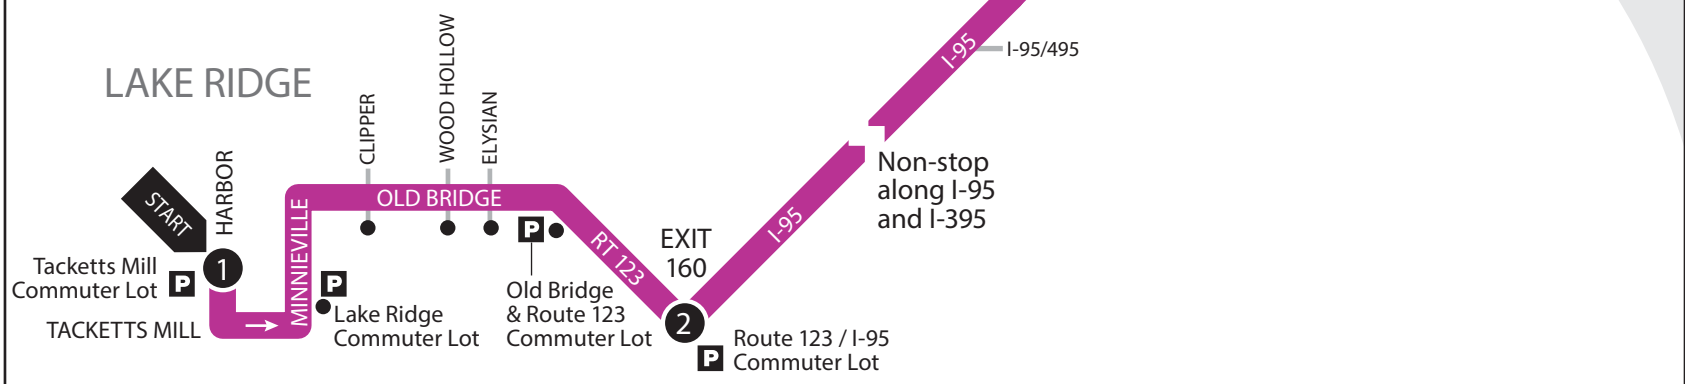 I-95
I-95/495
LAKE RIDGE
CLIPPER
WOOD HOLLOW
ELYSIAN
HARBOR
START
OLD BRIDGE
MINNIEVILLE
Non-stop
along I-95
and I-395
I-95
RT 123
EXIT
160
P
1
Tacketts Mill
Commuter Lot
P
TACKETTS MILL
P
Lake Ridge
Commuter Lot
Old Bridge
& Route 123
Commuter Lot
2
P
Route 123 / I-95
Commuter Lot